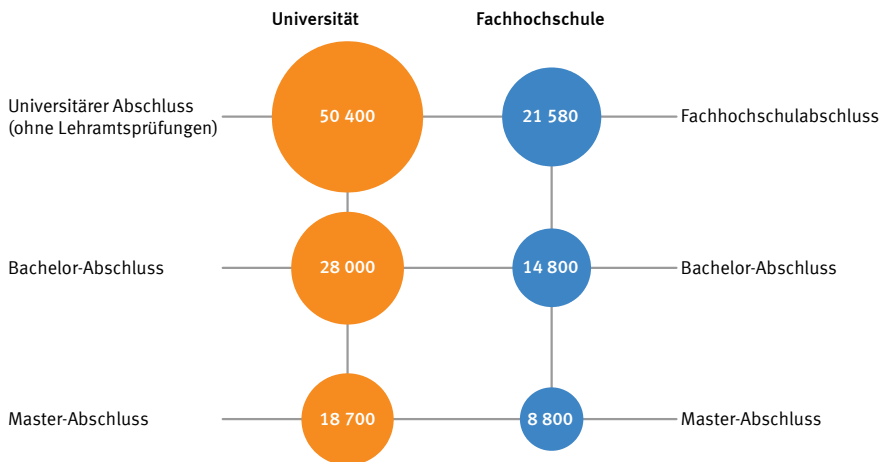 Universität
Fachhochschule
Universitärer Abschluss
(ohne Lehramtsprüfungen)
50 400
21 580
Fachhochschulabschluss
Bachelor-Abschluss
28 000
14 800
Bachelor-Abschluss
Master-Abschluss
18 700
8 800
Master-Abschluss